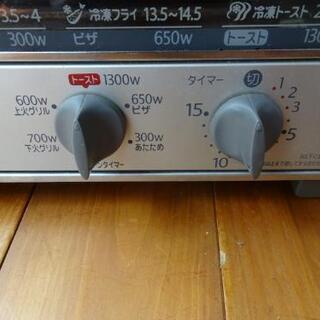 3.5~4 冷凍フライ 13.5~14.5 冷凍トースト 2
300W ピザ 650W トースト 130
トースト 1300W
600W 上火グリル
650W ピザ
700W 下火グリル
300W あたため
ンタイマー
タイマー 切
1
2
3
5
10
15